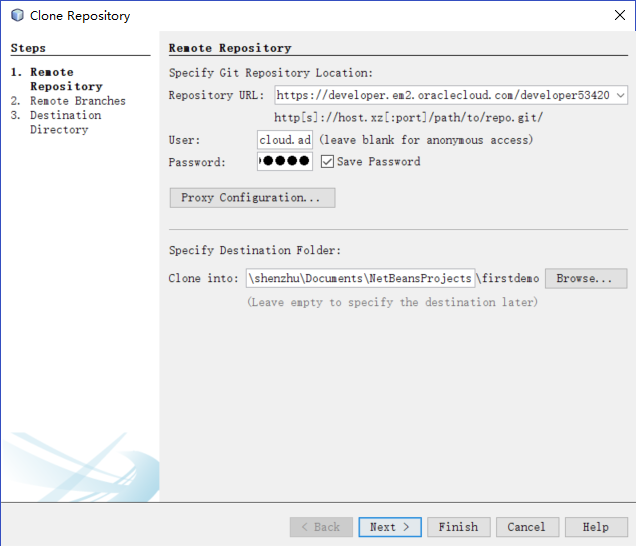 Clone Repository
Steps
1. Remote Repository
2. Remote Branches
3. Destination Directory
Remote Repository
Specify Git Repository Location:
Repository URL: https://developer.em2.oraclecloud.com/developer53420
http[s]://host.xz[:port]/path/to/repo.git/
User: cloud.ad (leave blank for anonymous access)
Password: Save Password
Proxy Configuration...
Specify Destination Folder:
Clone into: \shenzhu\Documents\NetBeansProjects \firstdemo Browse...
(Leave empty to specify the destination later)
< Back Next > Finish Cancel Help